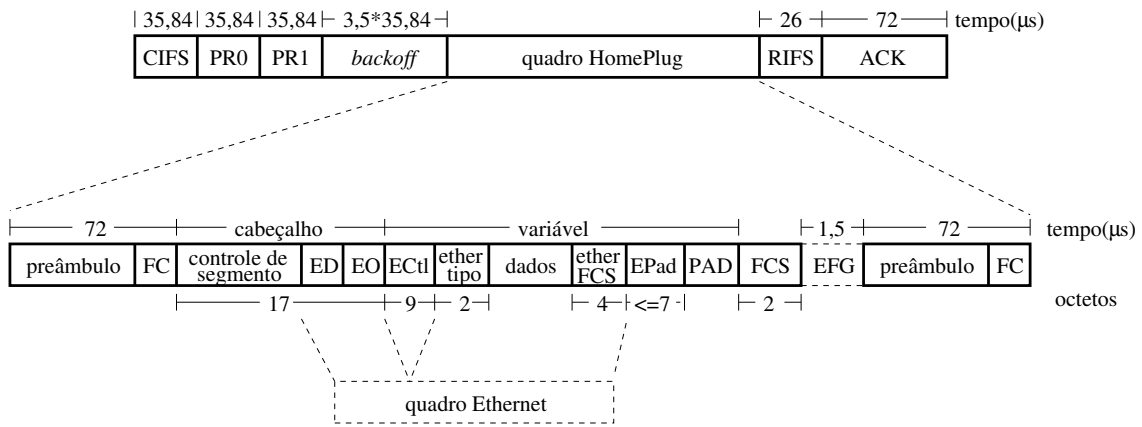 35,84 35,84 35,84 3,5*35,84 26 72 tempo(μs)
CIFS PR0 PR1 backoff quadro HomePlug RIFS ACK
72 cabeçalho variável 1,5 72 tempo(μs)
preâmbulo FC controle de segmento ED EO ECtl ether tipo dados ether FCS EPad PAD FCS EFG preâmbulo FC
17 9 2 4 <=7 2 octetos
quadro Ethernet